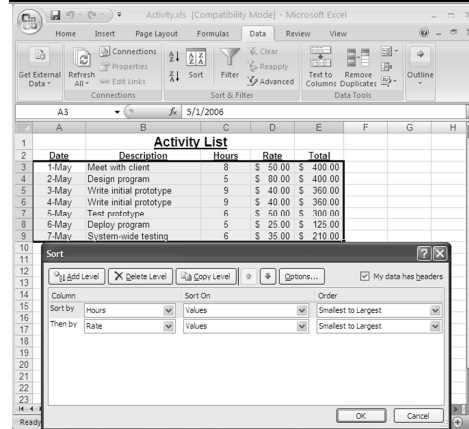 Activity.xls [Compatibility Mode] - Microsoft Excel
Home Insert Page Layout Formulas Data Review View
Get External Data
Refresh All
Connections
Properties
Edit Links
Connections
Sort
Filter
Clear
Reapply
Advanced
Sort & Filter
Text to Columns
Remove Duplicates
Data Tools
Outline
A3 fx 5/1/2006
A B C D E F G H
1 Activity List
2 Date Description Hours Rate Total
3 1-May Meet with client 8 $ 50.00 $ 400.00
4 2-May Design program 5 $ 80.00 $ 400.00
5 3-May Write initial prototype 9 $ 40.00 $ 360.00
6 4-May Write initial prototype 9 $ 40.00 $ 360.00
7 5-May Test prototype 6 $ 50.00 $ 300.00
8 6-May Deploy program 5 $ 25.00 $ 125.00
9 7-May System-wide testing 6 $ 35.00 $ 210.00
10
11
12
13
14
15
16
17
18
19
20
21
22
23
Sort
Add Level Delete Level Copy Level Options... My data has headers
Column Sort On Order
Sort by Hours Values Smallest to Largest
Then by Rate Values Smallest to Largest
OK Cancel
Ready